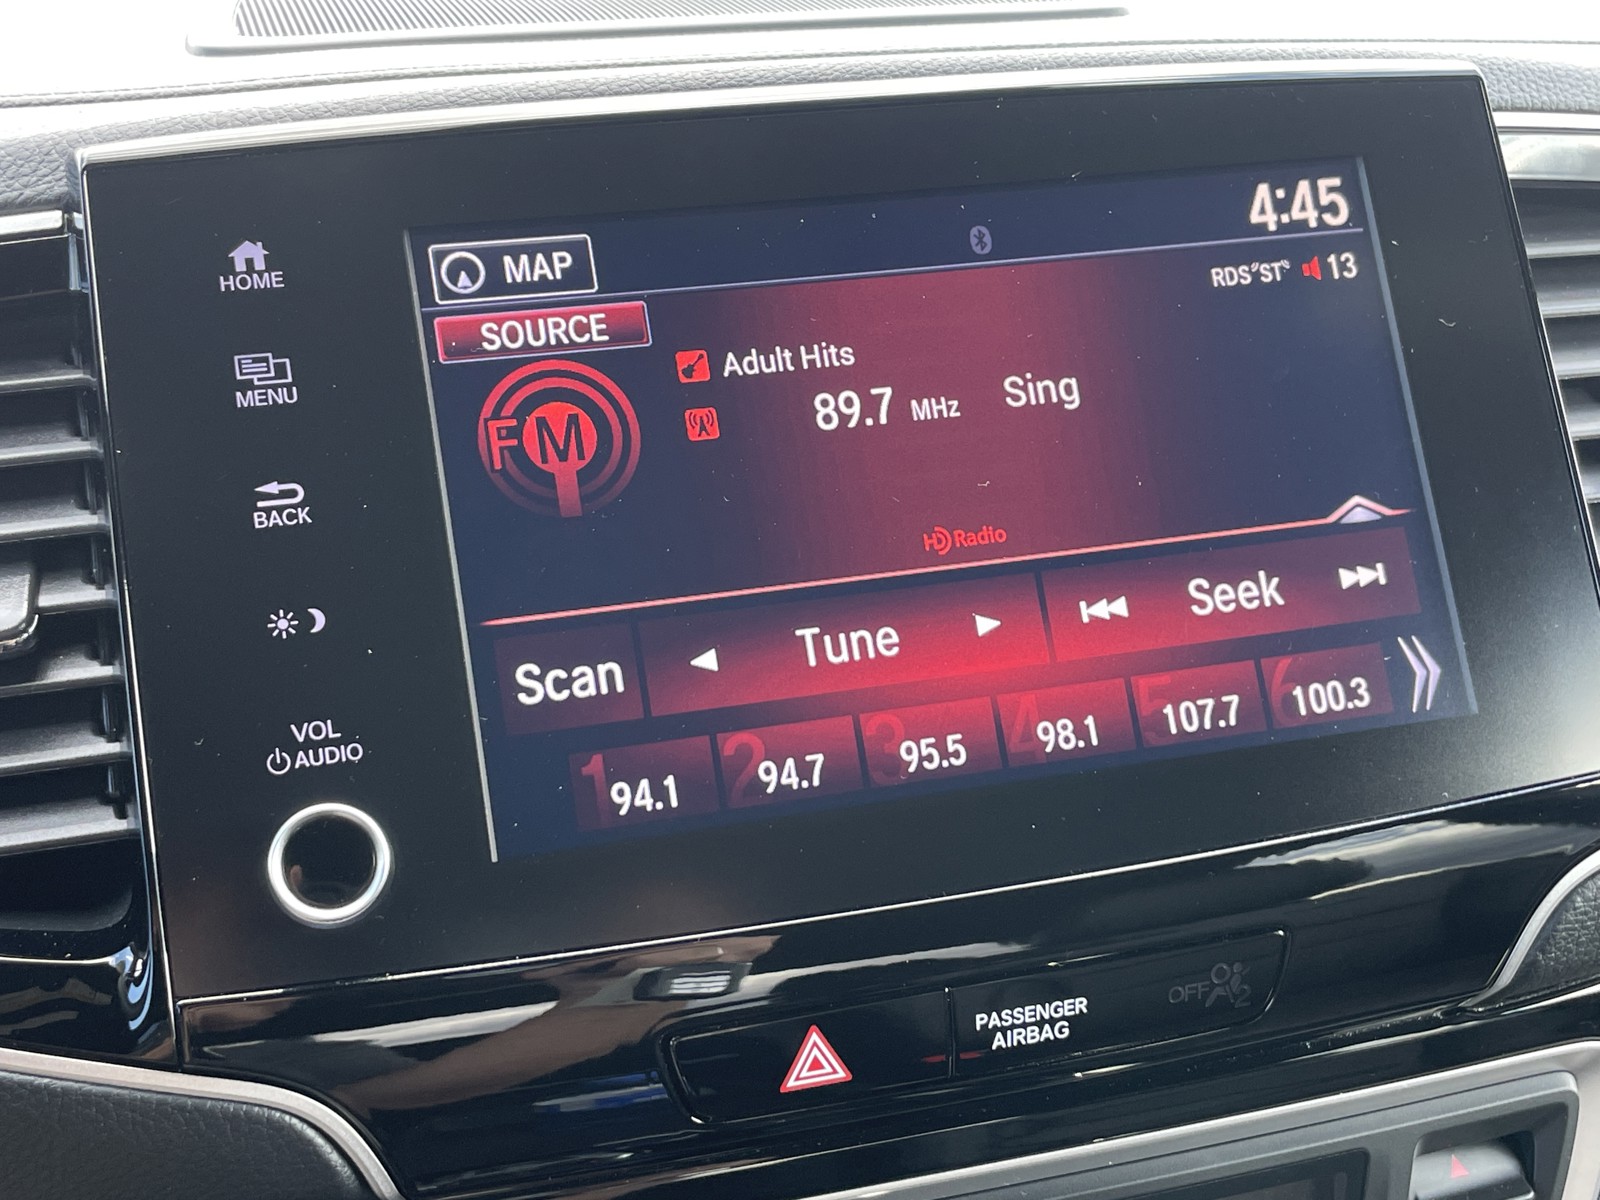 4:45
HOME
MAP
RDS "ST" 13
SOURCE
Adult Hits
MENU
FM
89.7 MHz Sing
BACK
HD Radio
Scan
Tune
Seek
VOL
AUDIO
1 94.1
2 94.7
3 95.5
4 98.1
5 107.7
6 100.3
PASSENGER
AIRBAG
OFF 2